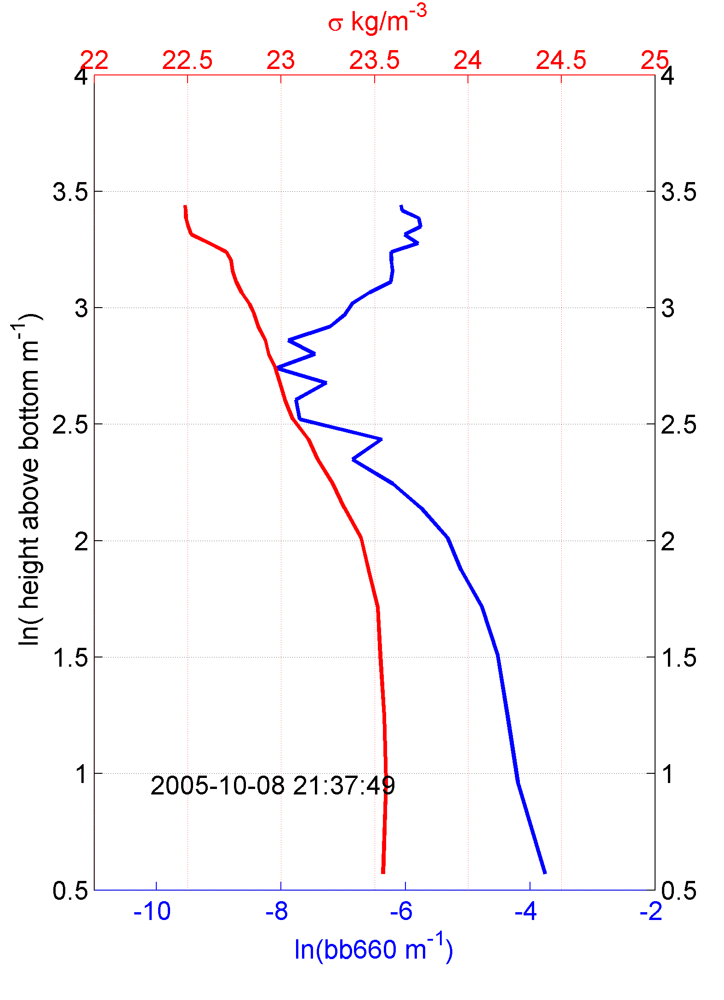 σ kg/m-3
22 22.5 23 23.5 24 24.5 25
4 4
3.5 3.5
3 3
2.5 2.5
2 2
1.5 1.5
1 1
2005-10-08 21:37:49
0.5 0.5
-10 -8 -6 -4 -2
ln(bb660 m-1)
ln( height above bottom m-1)